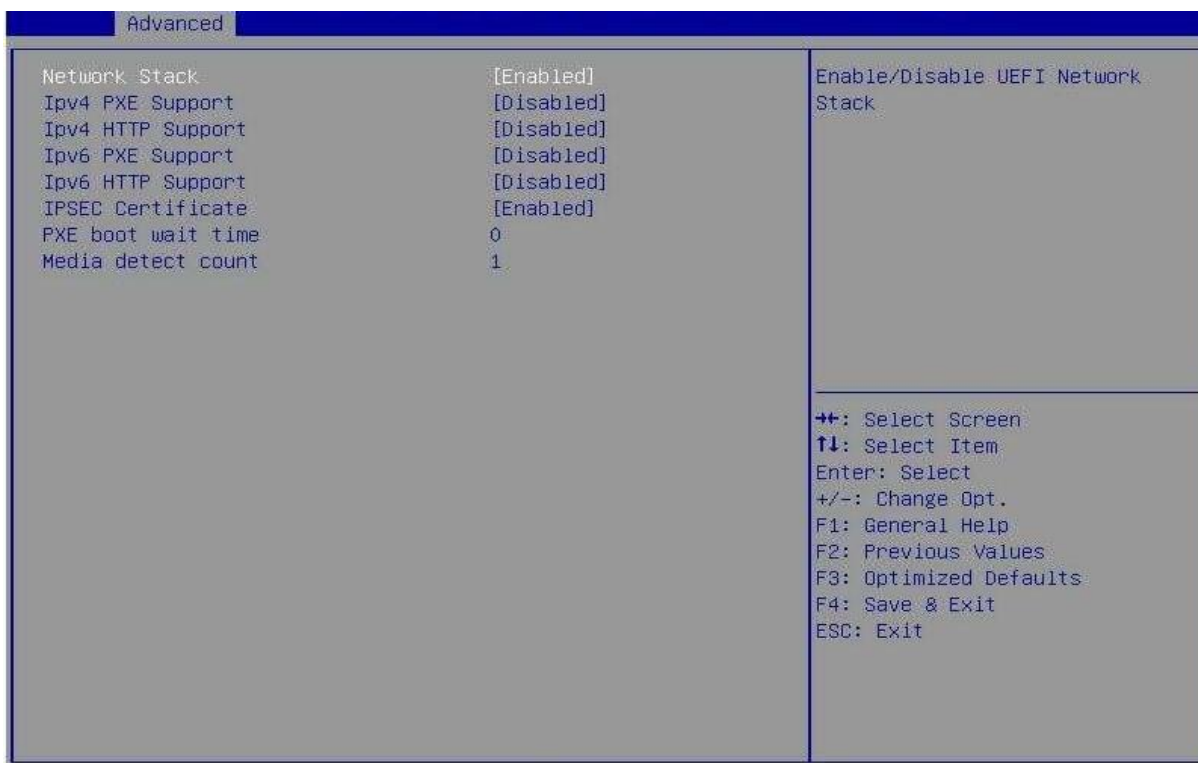 Advanced
Network Stack [Enabled]
Ipv4 PXE Support [Disabled]
Ipv4 HTTP Support [Disabled]
Ipv6 PXE Support [Disabled]
Ipv6 HTTP Support [Disabled]
IPSEC Certificate [Enabled]
PXE boot wait time 0
Media detect count 1
Enable/Disable UEFI Network
Stack
→←: Select Screen
↑↓: Select Item
Enter: Select
+/-: Change Opt.
F1: General Help
F2: Previous Values
F3: Optimized Defaults
F4: Save & Exit
ESC: Exit